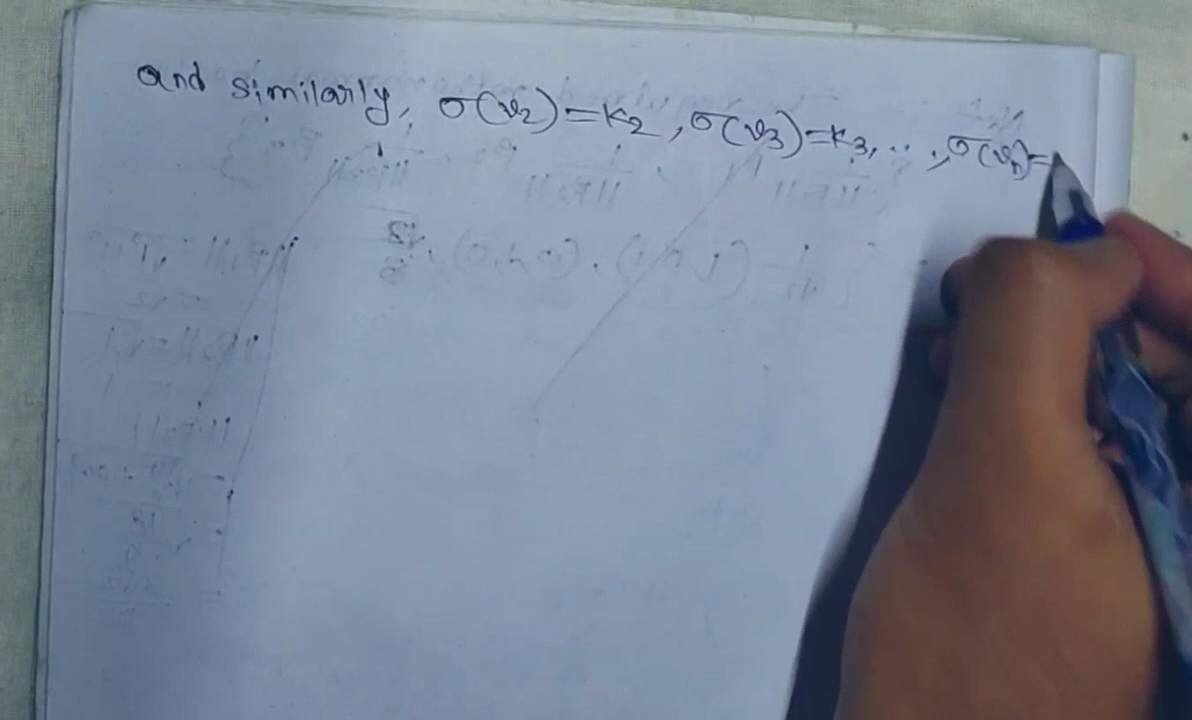 and similarly, σ(v₂)=k₂, σ(v₃)=k₃, ..., σ(vₙ)=